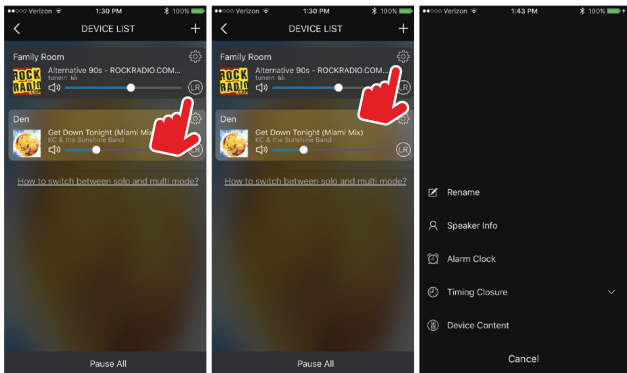 ●●○○○ Verizon 1:30 PM 100%
DEVICE LIST
Family Room
ROCK RADIO
Alternative 90s - ROCKRADIO.COM...
tunein
LR
Den
Get Down Tonight (Miami Mix)
KC & the Sunshine Band
LR
How to switch between solo and multi mode?
Pause All
●●○○○ Verizon 1:30 PM 100%
DEVICE LIST
Family Room
ROCK RADIO
Alternative 90s - ROCKRADIO.COM...
tunein
LR
Den
Get Down Tonight (Miami Mix)
KC & the Sunshine Band
LR
How to switch between solo and multi mode?
Pause All
●●○○○ Verizon 1:43 PM 100%
Rename
Speaker Info
Alarm Clock
Timing Closure
Device Content
Cancel